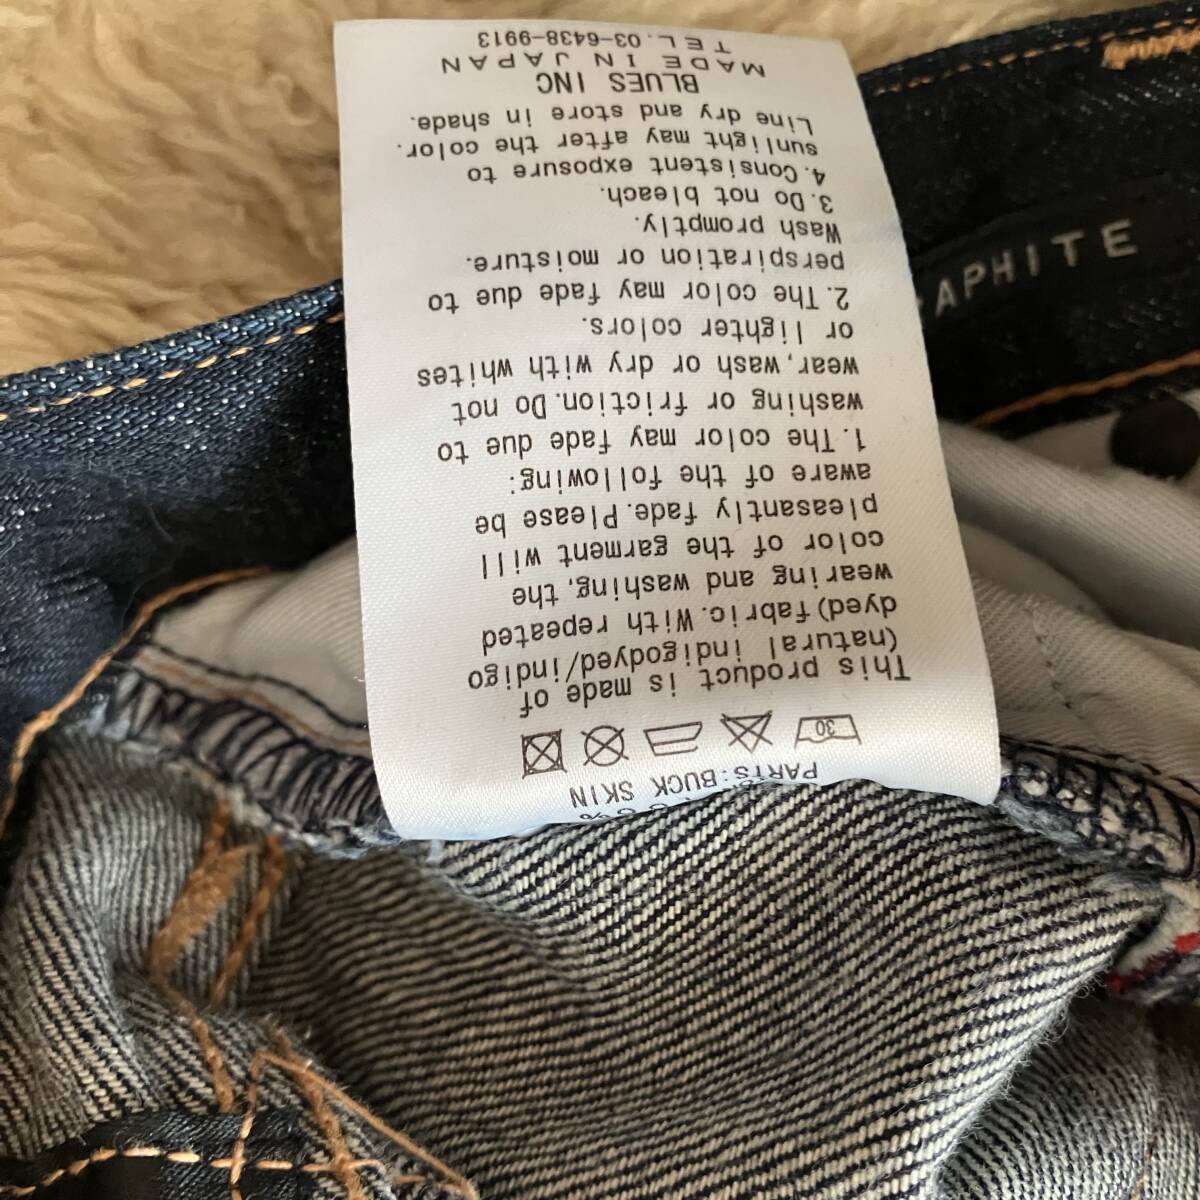 PARTS:BUCK SKIN
30
This product is made of
(natural indigodyed/indigo
dyed)fabric.With repeated
wearing and washing, the
color of the garment will
pleasantly fade.Please be
aware of the following:
1.The color may fade due to
washing or friction.Do not
wear,wash or dry with whites
or lighter colors.
2.The color may fade due to
perspiration or moisture.
Wash promptly.
3.Do not bleach.
4.Consistent exposure to
sunlight may after the color.
Line dry and store in shade.
BLUES INC
MADE IN JAPAN
TEL.03-6438-9913
APHITE